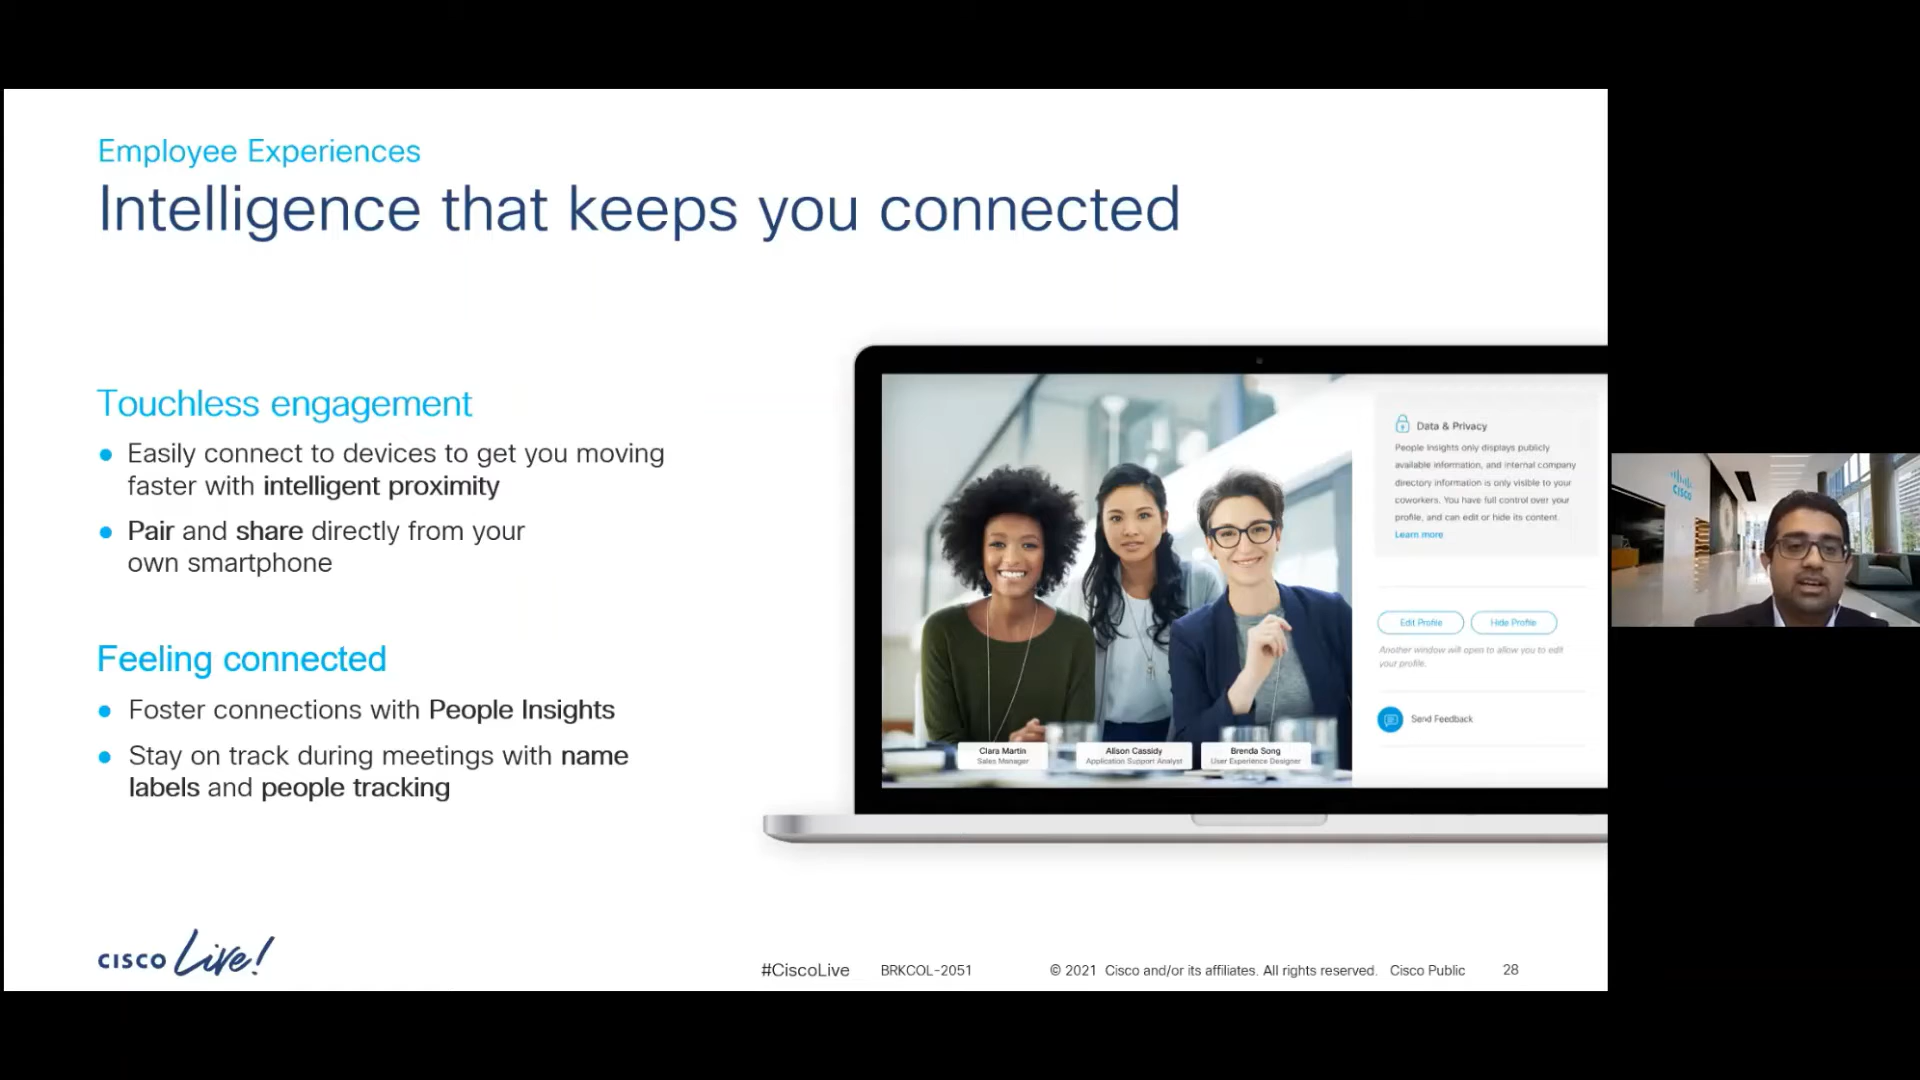 Employee Experiences
Intelligence that keeps you connected
Touchless engagement
Easily connect to devices to get you moving
faster with intelligent proximity
Pair and share directly from your
own smartphone
Feeling connected
Foster connections with People Insights
Stay on track during meetings with name
labels and people tracking
Data & Privacy
People Insights only displays publicly
available information, and internal company
directory information is only visible to your
coworkers. You have full control over your
profile, and can edit or hide its content.
Learn more
Edit Profile
Hide Profile
Another window will open to allow you to edit
your profile.
Send Feedback
Clara Martin
Sales Manager
Alison Cassidy
Application Support Analyst
Brenda Song
User Experience Designer
CISCO
CISCO Live!
#CiscoLive BRKCOL-2051 © 2021 Cisco and/or its affiliates. All rights reserved. Cisco Public 28